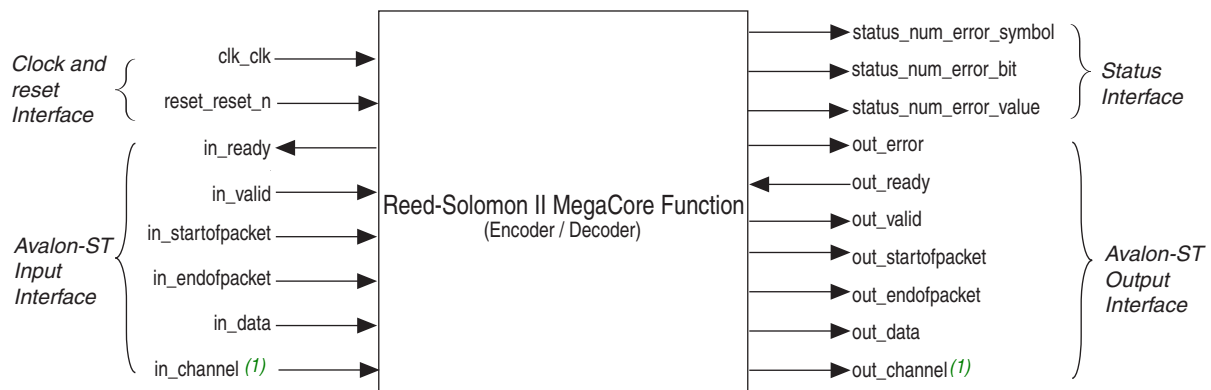 Clock and
reset
Interface
clk_clk
reset_reset_n
Avalon-ST
Input
Interface
in_ready
in_valid
in_startofpacket
in_endofpacket
in_data
in_channel (1)
Reed-Solomon II MegaCore Function
(Encoder / Decoder)
status_num_error_symbol
status_num_error_bit
status_num_error_value
Status
Interface
out_error
out_ready
out_valid
out_startofpacket
out_endofpacket
out_data
out_channel (1)
Avalon-ST
Output
Interface